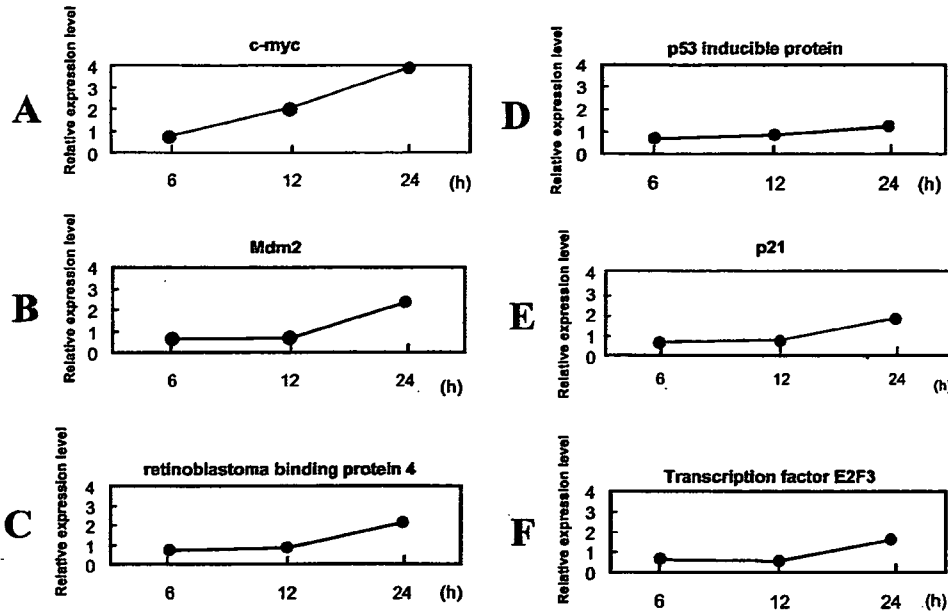 A
c-myc
Relative expression level
4
3
2
1
0
6 12 24 (h)
B
Mdm2
Relative expression level
4
3
2
1
0
6 12 24 (h)
C
retinoblastoma binding protein 4
Relative expression level
4
3
2
1
0
6 12 24 (h)
D
p53 inducible protein
Relative expression level
4
3
2
1
0
6 12 24 (h)
E
p21
Relative expression level
4
3
2
1
0
6 12 24 (h)
F
Transcription factor E2F3
Relative expression level
4
3
2
1
0
6 12 24 (h)